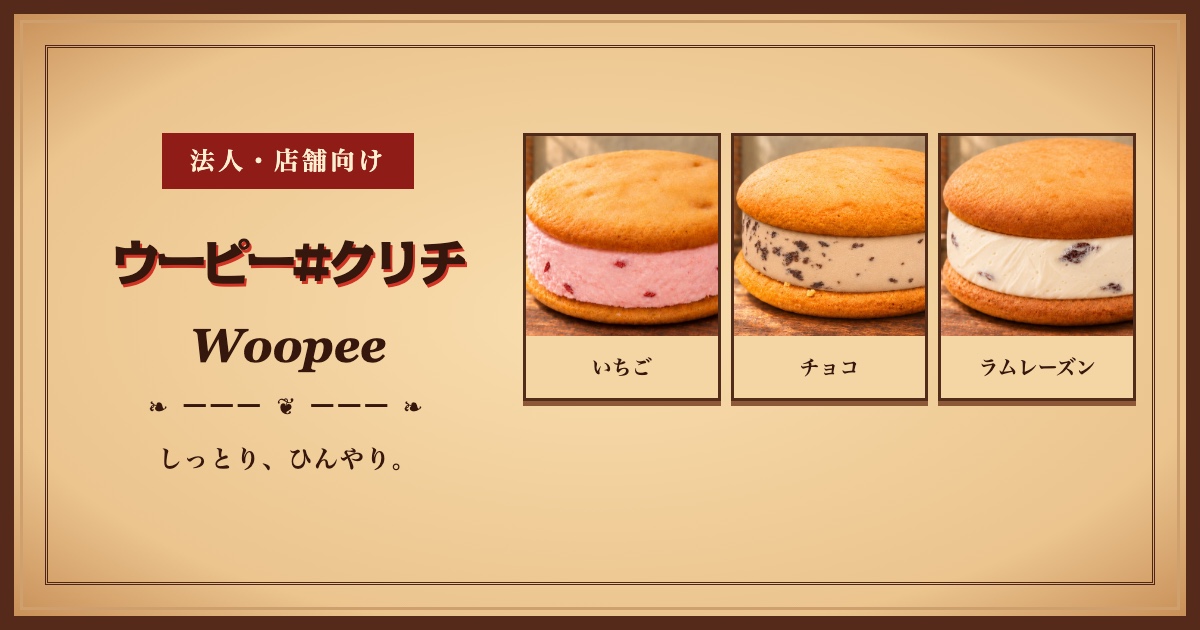 法人・店舗向け
ウーピー#クリチ
Woopee
❧ ━━━ ❦ ━━━ ❧
しっとり、ひんやり。
いちご
チョコ
ラムレーズン